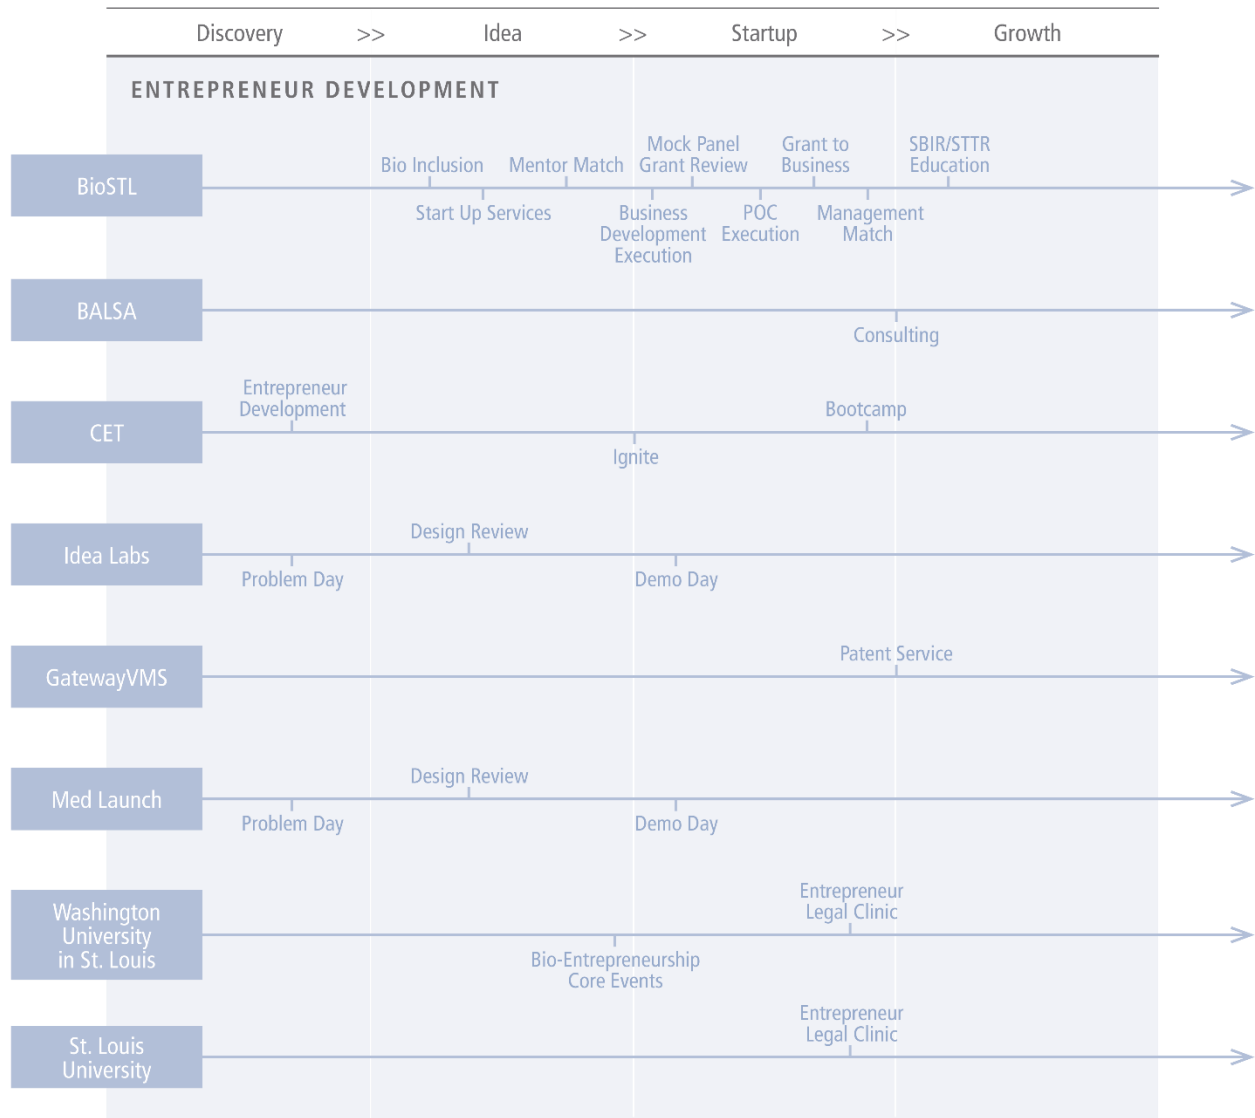 Discovery >> Idea >> Startup >> Growth
ENTREPRENEUR DEVELOPMENT
BioSTL
Bio Inclusion
Start Up Services
Mentor Match
Business
Development
Execution
Mock Panel
Grant Review
POC
Execution
Grant to
Business
Management
Match
SBIR/STTR
Education
BALSA
Consulting
CET
Entrepreneur
Development
Ignite
Bootcamp
Idea Labs
Problem Day
Design Review
Demo Day
GatewayVMS
Patent Service
Med Launch
Problem Day
Design Review
Demo Day
Washington
University
in St. Louis
Bio-Entrepreneurship
Core Events
Entrepreneur
Legal Clinic
St. Louis
University
Entrepreneur
Legal Clinic